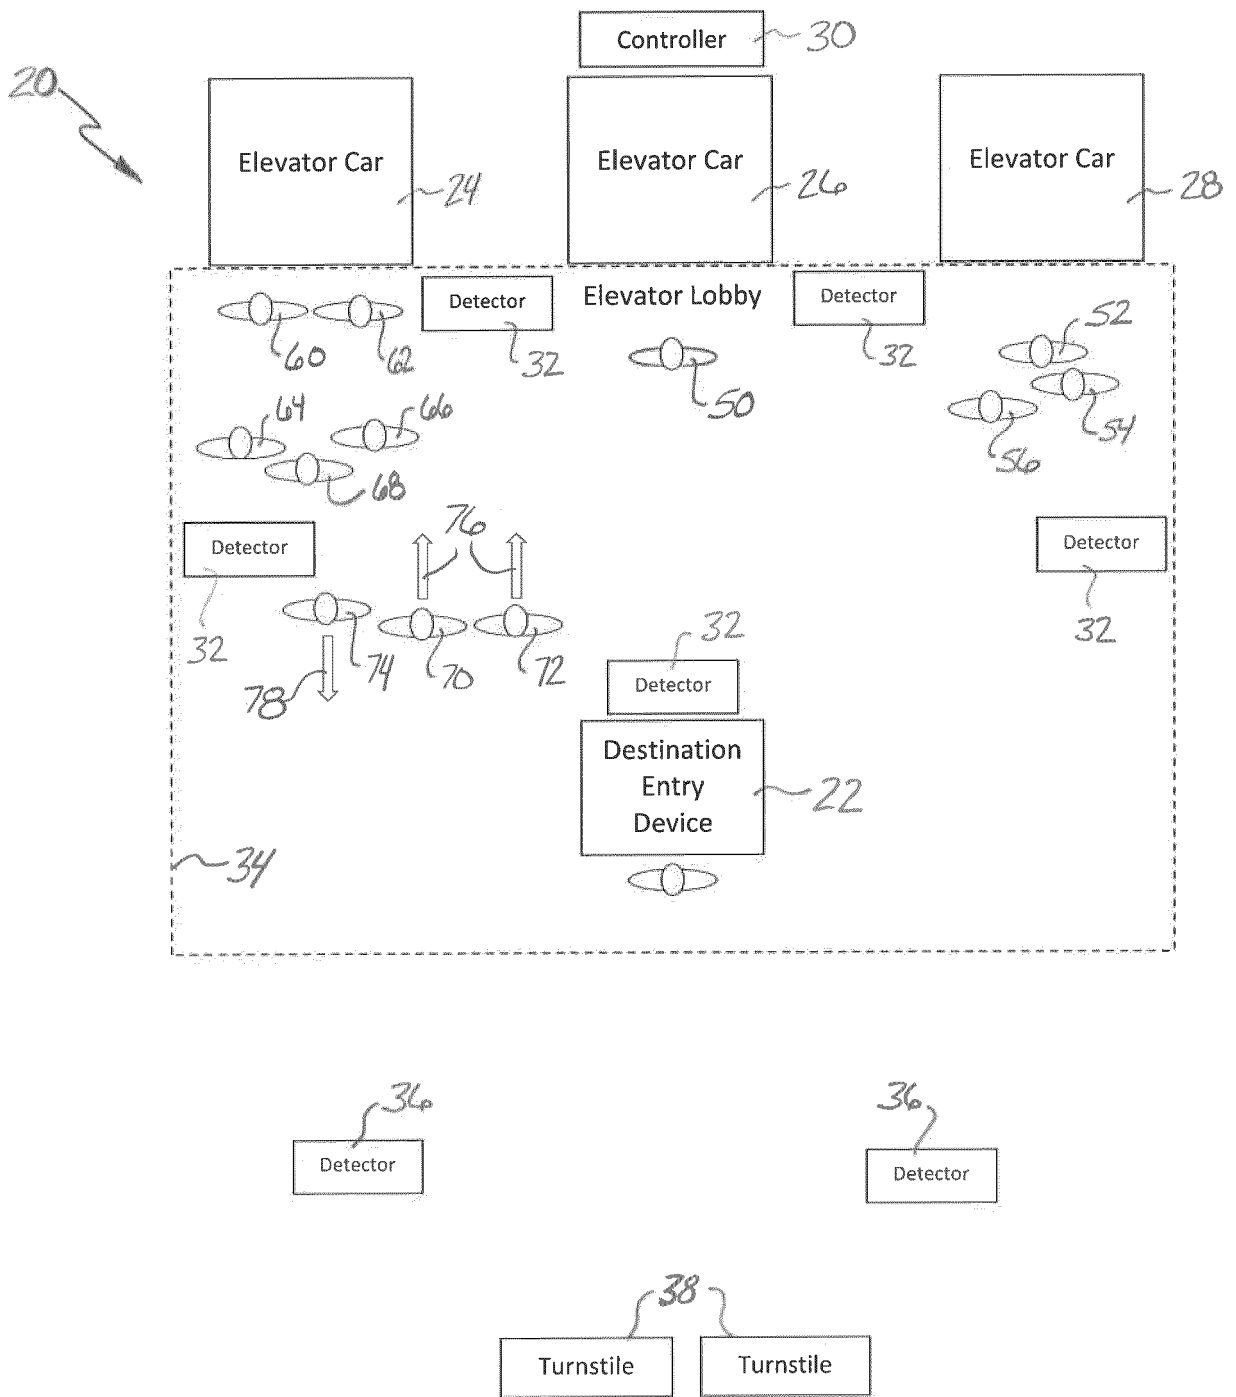 Controller
30
20
Elevator Car
24
Elevator Car
26
Elevator Car
28
Detector
32
Elevator Lobby
Detector
32
60
62
50
52
54
56
64
66
68
Detector
32
76
Detector
32
74
70
72
78
32
Detector
Destination
Entry
Device
22
34
36
Detector
36
Detector
38
Turnstile
Turnstile